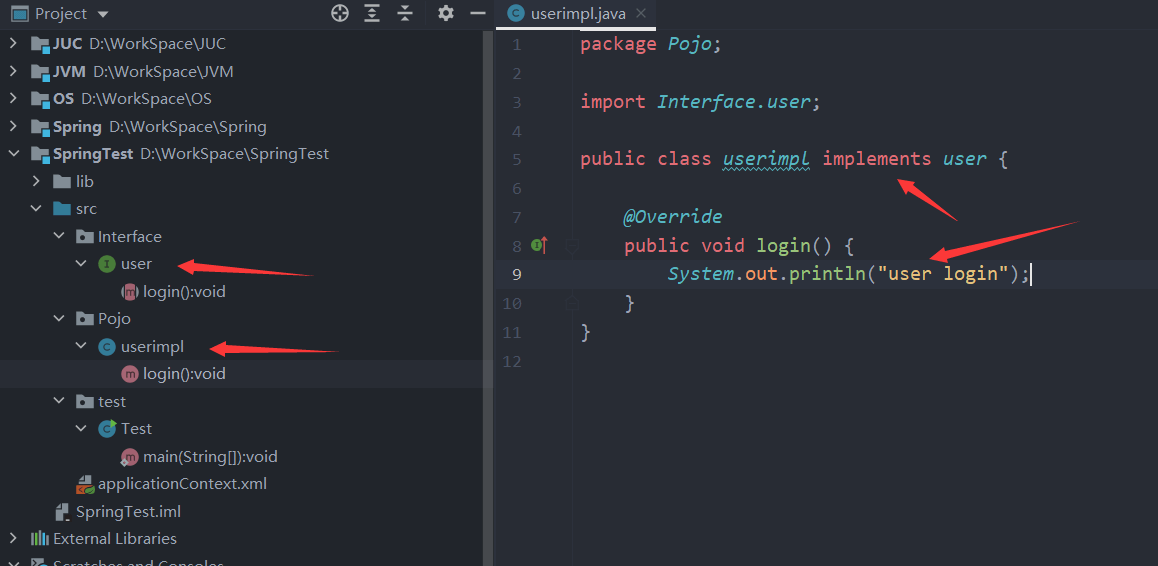 Project
JUC D:\WorkSpace\JUC
JVM D:\WorkSpace\JVM
OS D:\WorkSpace\OS
Spring D:\WorkSpace\Spring
SpringTest D:\WorkSpace\SpringTest
lib
src
Interface
I user
m login():void
Pojo
C userimpl
m login():void
test
C Test
m main(String[]):void
applicationContext.xml
SpringTest.iml
External Libraries
Scratches and Consoles
C userimpl.java
1 package Pojo;
2
3 import Interface.user;
4
5 public class userimpl implements user {
6
7 @Override
8 public void login() {
9 System.out.println("user login");
10 }
11 }
12